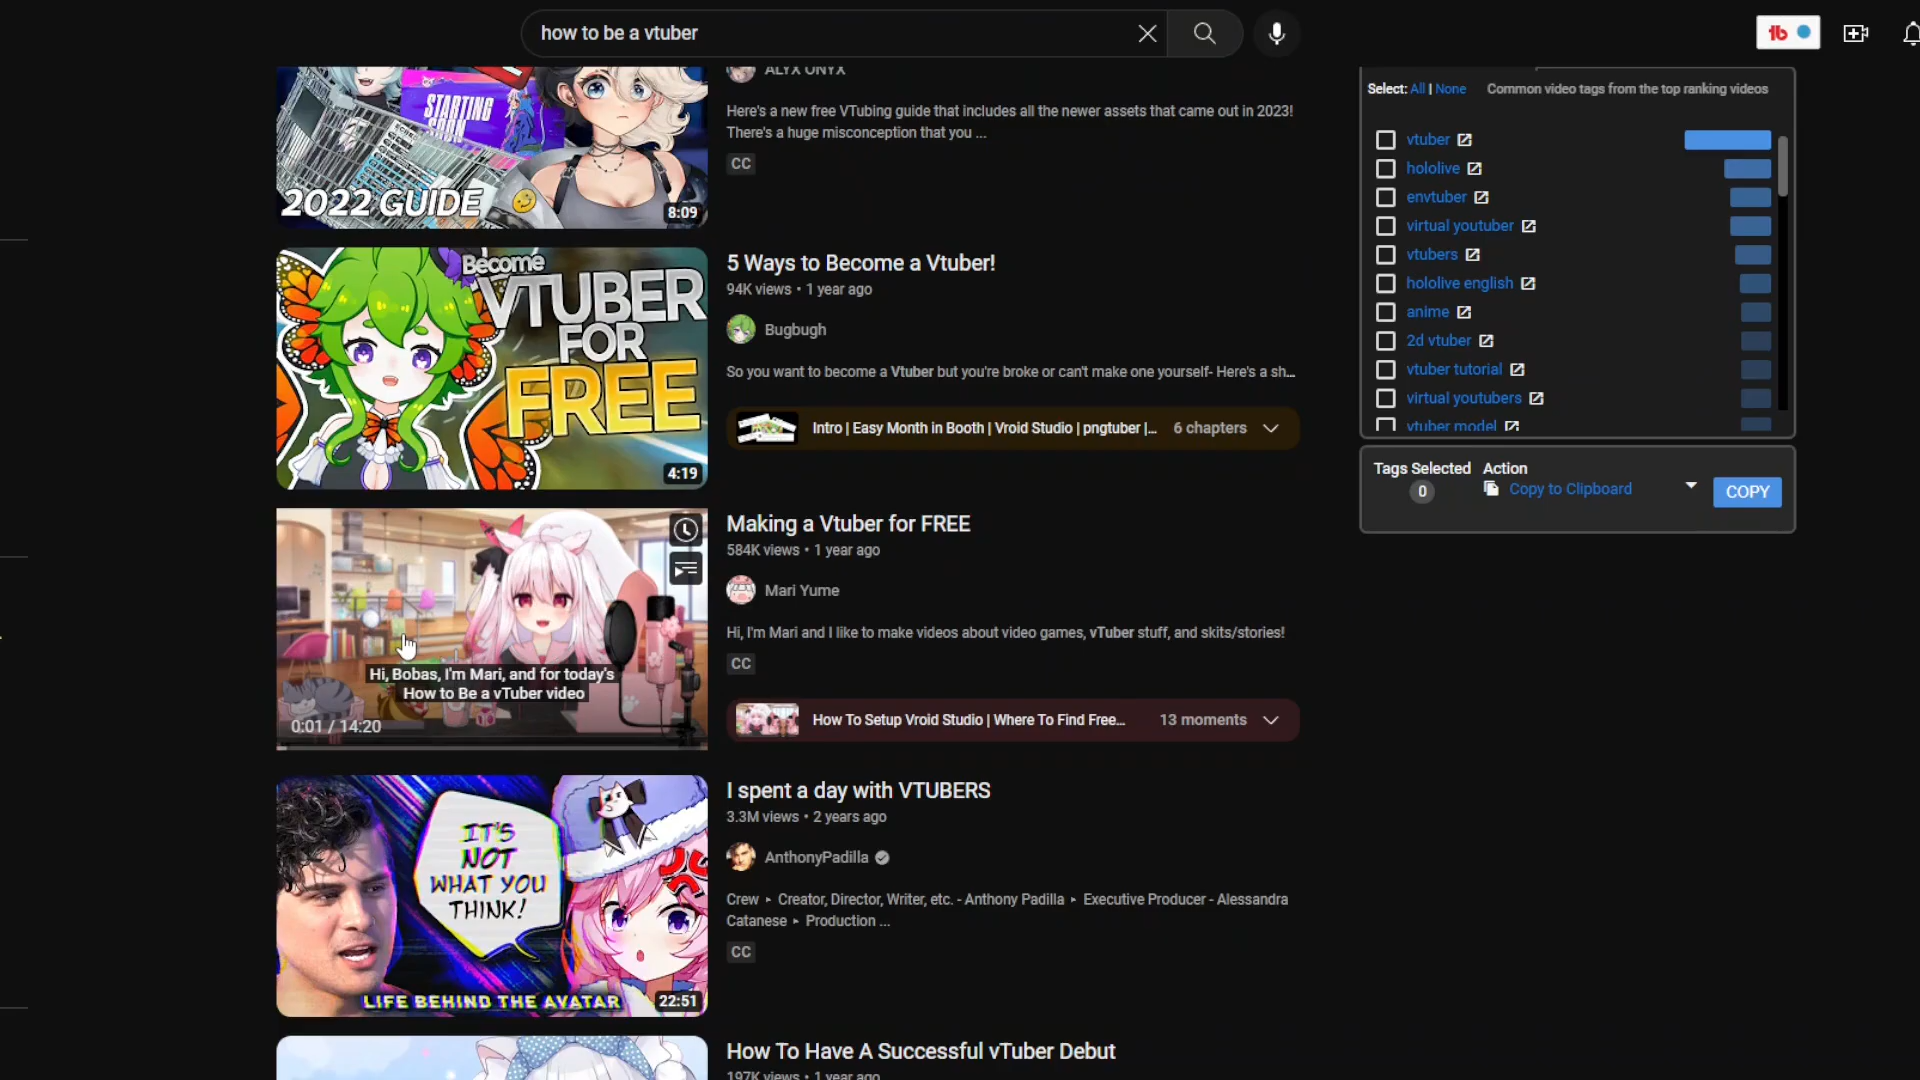 how to be a vtuber
tb
STARTING
SOON
2022 GUIDE
8:09
ALYX ONYX
Here's a new free VTubing guide that includes all the newer assets that came out in 2023!
There's a huge misconception that you ...
CC
Become
VTUBER
FOR
FREE
4:19
5 Ways to Become a Vtuber!
94K views • 1 year ago
Bugbugh
So you want to become a Vtuber but you're broke or can't make one yourself- Here's a sh...
Intro | Easy Month in Booth | Vroid Studio | pngtuber |... 6 chapters
Hi, Bobas, I'm Mari, and for today's
How to Be a vTuber video
0:01 / 14:20
Making a Vtuber for FREE
584K views • 1 year ago
Mari Yume
Hi, I'm Mari and I like to make videos about video games, vTuber stuff, and skits/stories!
CC
How To Setup Vroid Studio | Where To Find Free... 13 moments
IT'S
NOT
WHAT YOU
THINK!
LIFE BEHIND THE AVATAR
22:51
I spent a day with VTUBERS
3.3M views • 2 years ago
AnthonyPadilla
Crew ▸ Creator, Director, Writer, etc. - Anthony Padilla ▸ Executive Producer - Alessandra
Catanese ▸ Production ...
CC
How To Have A Successful vTuber Debut
197K views • 1 year ago
Select: All | None Common video tags from the top ranking videos
vtuber
hololive
envtuber
virtual youtuber
vtubers
hololive english
anime
2d vtuber
vtuber tutorial
virtual youtubers
vtuber model
Tags Selected Action
0 Copy to Clipboard COPY